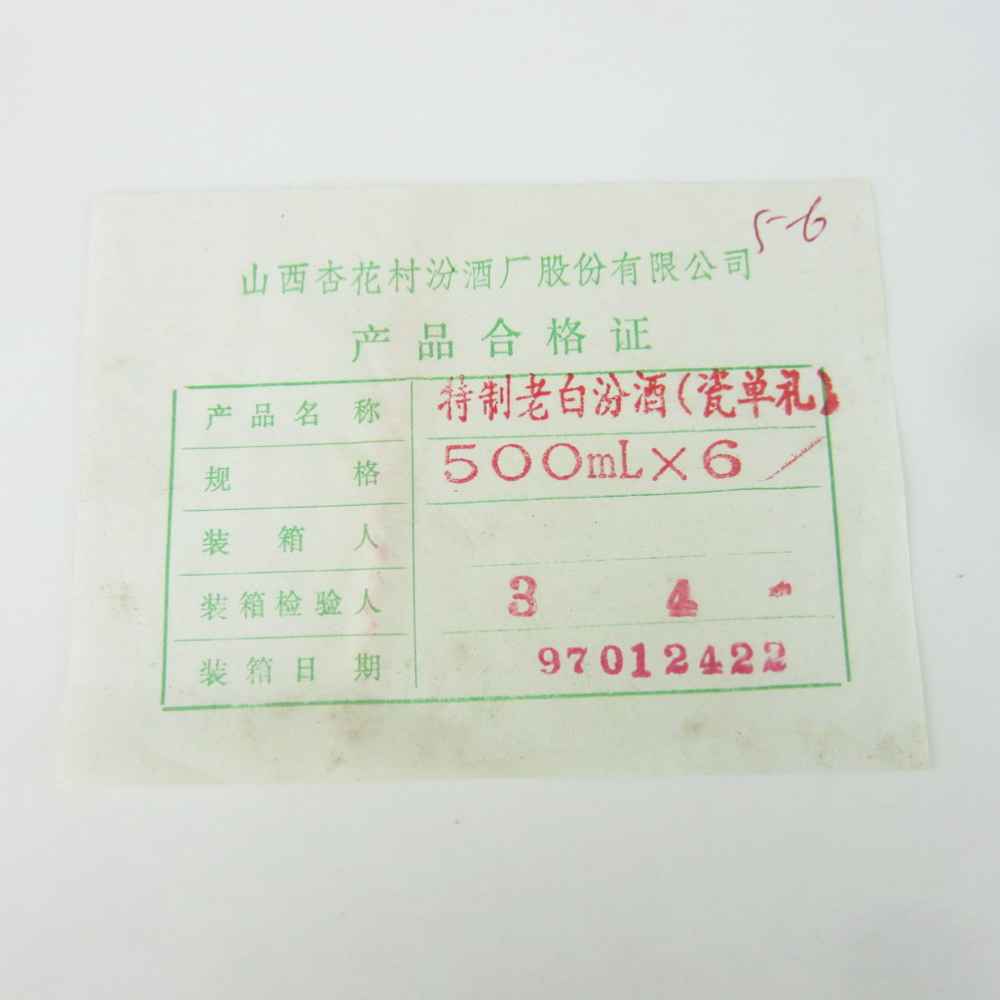 5-6
山西杏花村汾酒厂股份有限公司
产品合格证
产品名称 特制老白汾酒(瓷单礼)
规格 500mL×6
装箱人
装箱检验人 3 4 -
装箱日期 97012422